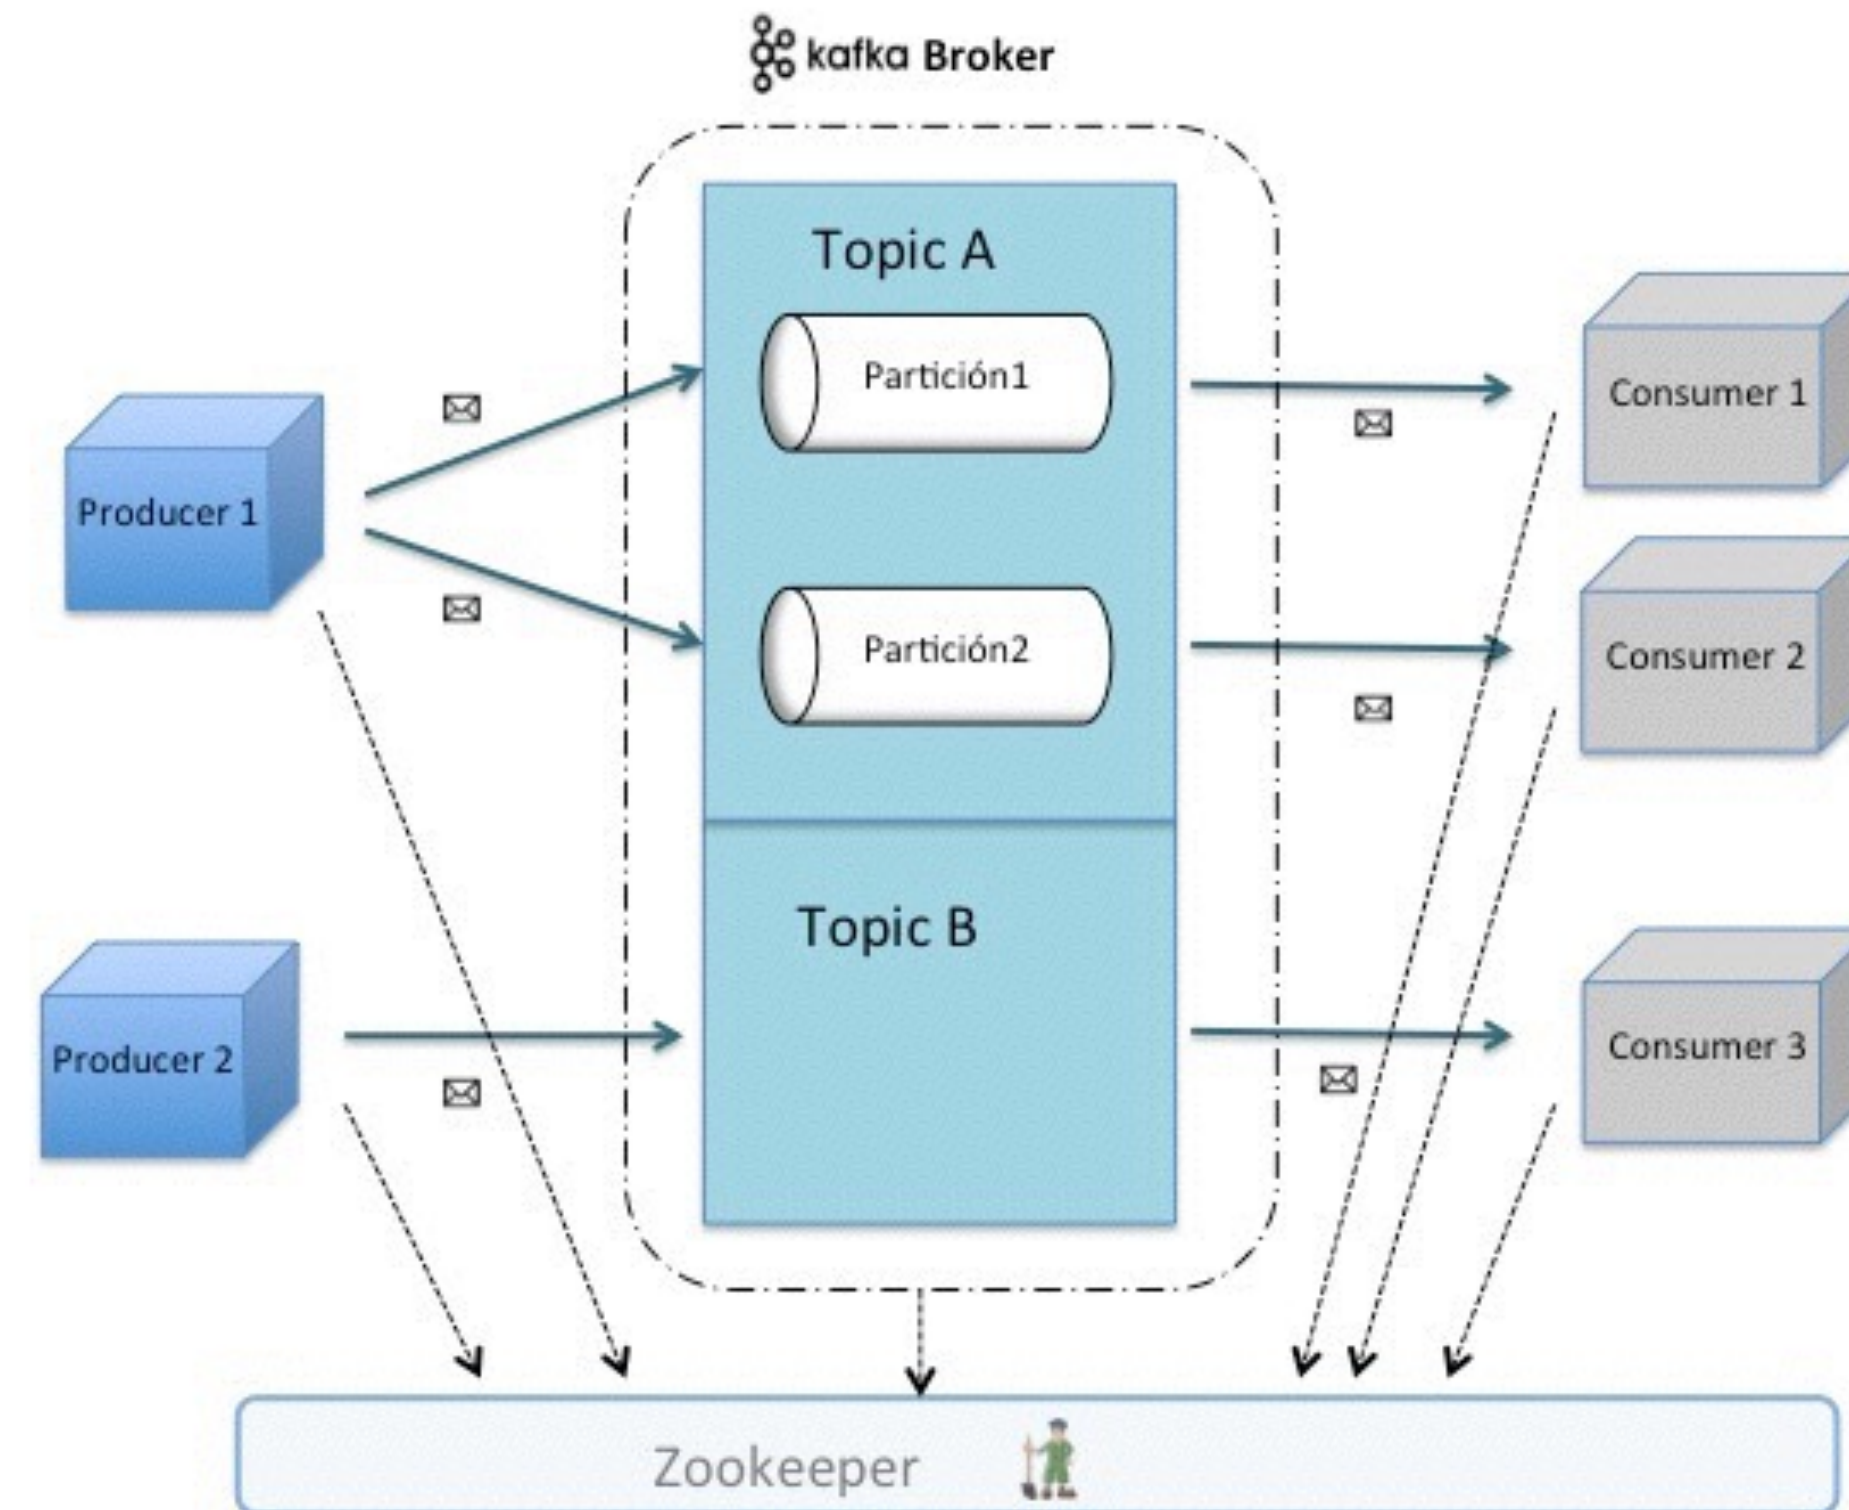 kafka Broker
Topic A
Partición1
Partición2
Topic B
Producer 1
Producer 2
Consumer 1
Consumer 2
Consumer 3
Zookeeper